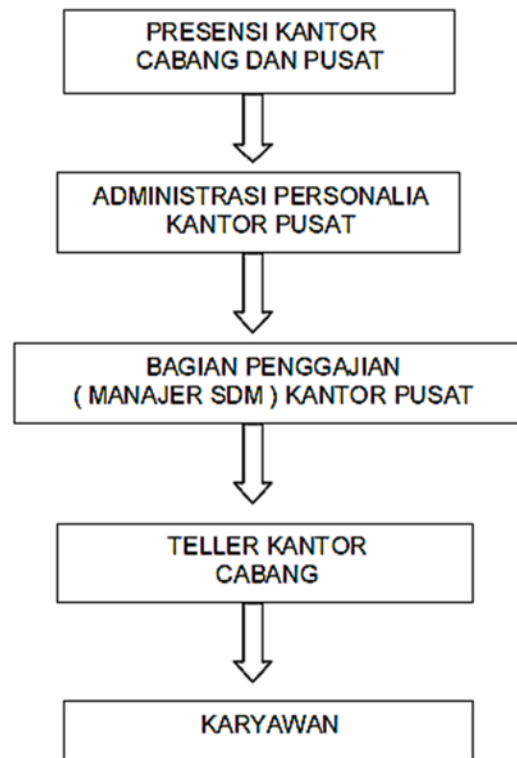 PRESENSI KANTOR
CABANG DAN PUSAT
ADMINISTRASI PERSONALIA
KANTOR PUSAT
BAGIAN PENGGAJIAN
( MANAJER SDM ) KANTOR PUSAT
TELLER KANTOR
CABANG
KARYAWAN